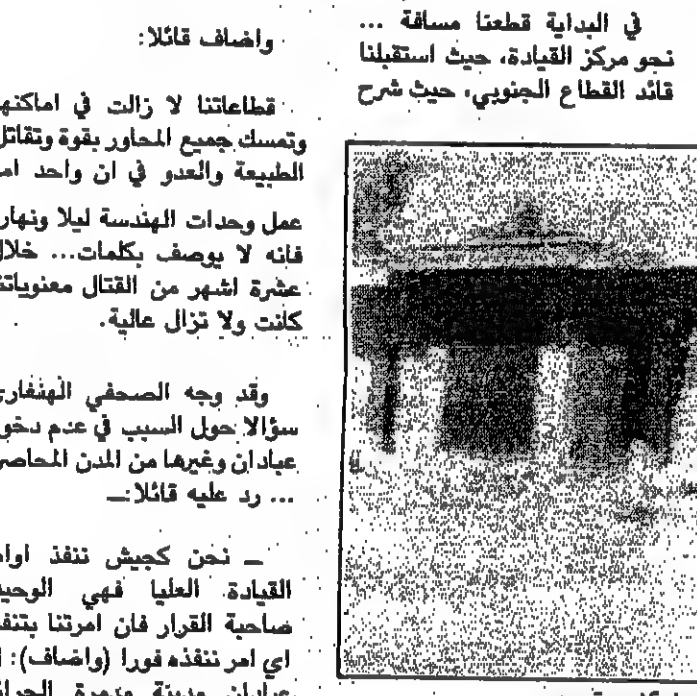 في البداية قطعنا مسافة ...
نحو مركز القيادة، حيث استقبلنا
قائد القطاع الجنوبي، حيث شرح
واضاف قائلا:
قطاعاتنا لا زالت في اماكنها
وتمسك جميع المحاور بقوة وتقاتل
الطبيعة والعدو في ان واحد
عمل وحدات الهندسة ليلا ونهارا
فانه لا يوصف بكلمات... خلال
عشرة اشهر من القتال معنوياتنا
كانت ولا تزال عالية.
وقد وجه الصحفي الهنغاري
سؤالا حول السبب في عدم دخول
عبادان وغيرها من المدن المحاصرة
... رد عليه قائلا:ـ
ـ نحن كجيش ننفذ اوامر
القيادة العليا فهي الوحيدة
صاحبة القرار فان امرتنا بتنفيذ
اي امر ننفذه فورا (واضاف):
عبادان مدينة مدمرة